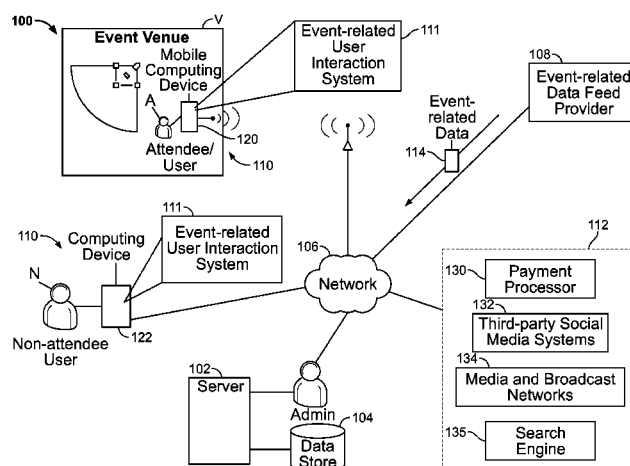 100
V
Event Venue
Mobile
Computing
Device
A
120
Attendee/
User
110
111
Event-related
User
Interaction
System
108
Event-related
Data Feed
Provider
Event-
related
Data
114
111
110
Computing
Device
Event-related
User Interaction
System
N
Non-attendee
User
122
106
Network
112
130
Payment
Processor
132
Third-party Social
Media Systems
134
Media and Broadcast
Networks
135
Search
Engine
102
Server
Admin
104
Data
Store